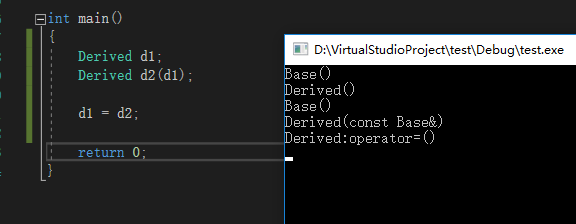 int main()
{
Derived d1;
Derived d2(d1);
d1 = d2;
return 0;
}
D:\VirtualStudioProject\test\Debug\test.exe
Base()
Derived()
Base()
Derived(const Base&)
Derived:operator=()